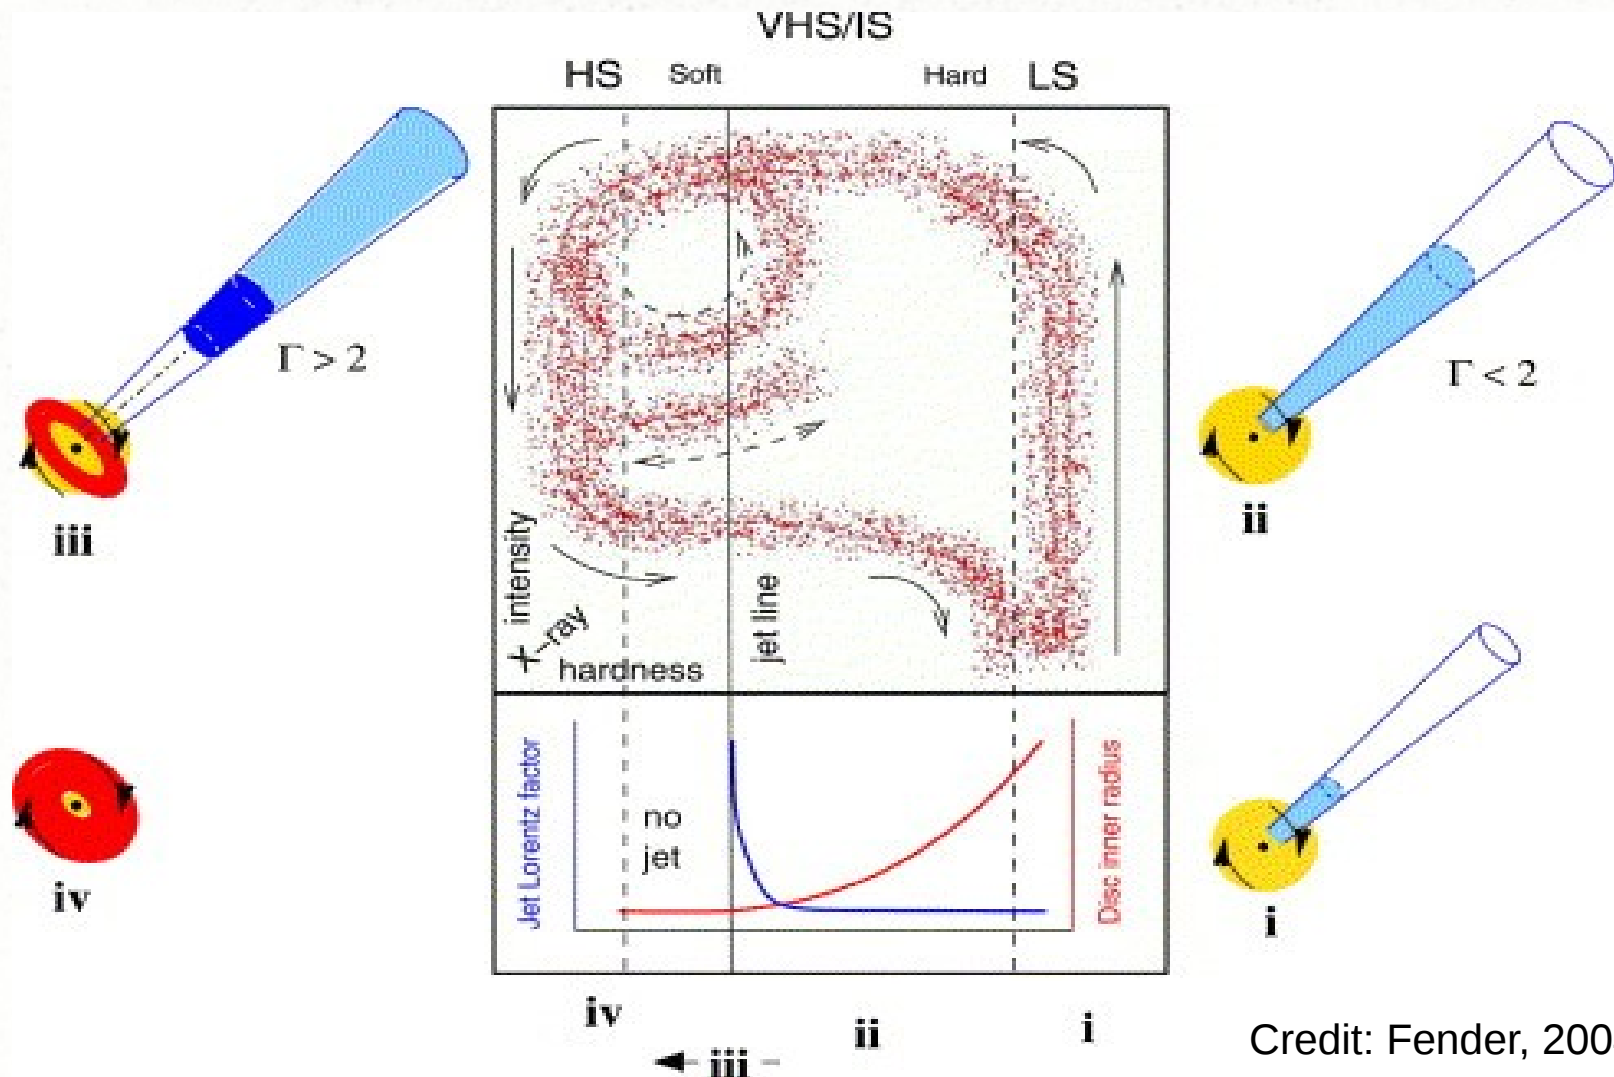 VHS/IS
HS Soft Hard LS
Γ > 2
Γ < 2
iii
ii
X-ray
intensity
hardness
jet line
Jet Lorentz factor
no
jet
Disc inner radius
iv
i
iv
ii
i
iii
Credit: Fender, 200